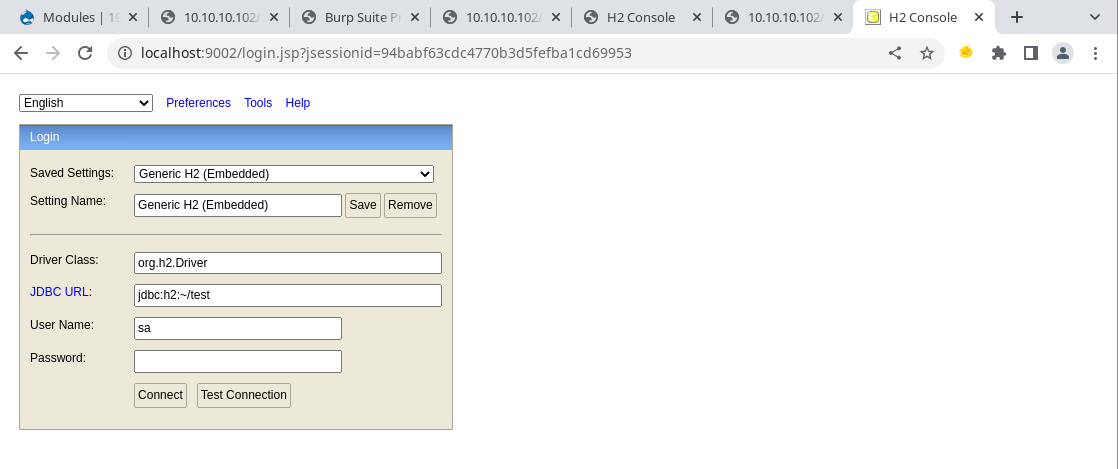 Modules | 19 10.10.10.102/ Burp Suite Pr 10.10.10.102/ H2 Console 10.10.10.102/ H2 Console
localhost:9002/login.jsp?jsessionid=94babf63cdc4770b3d5fefba1cd69953
English Preferences Tools Help
Login
Saved Settings: Generic H2 (Embedded)
Setting Name: Generic H2 (Embedded) Save Remove
Driver Class: org.h2.Driver
JDBC URL: jdbc:h2:~/test
User Name: sa
Password:
Connect Test Connection